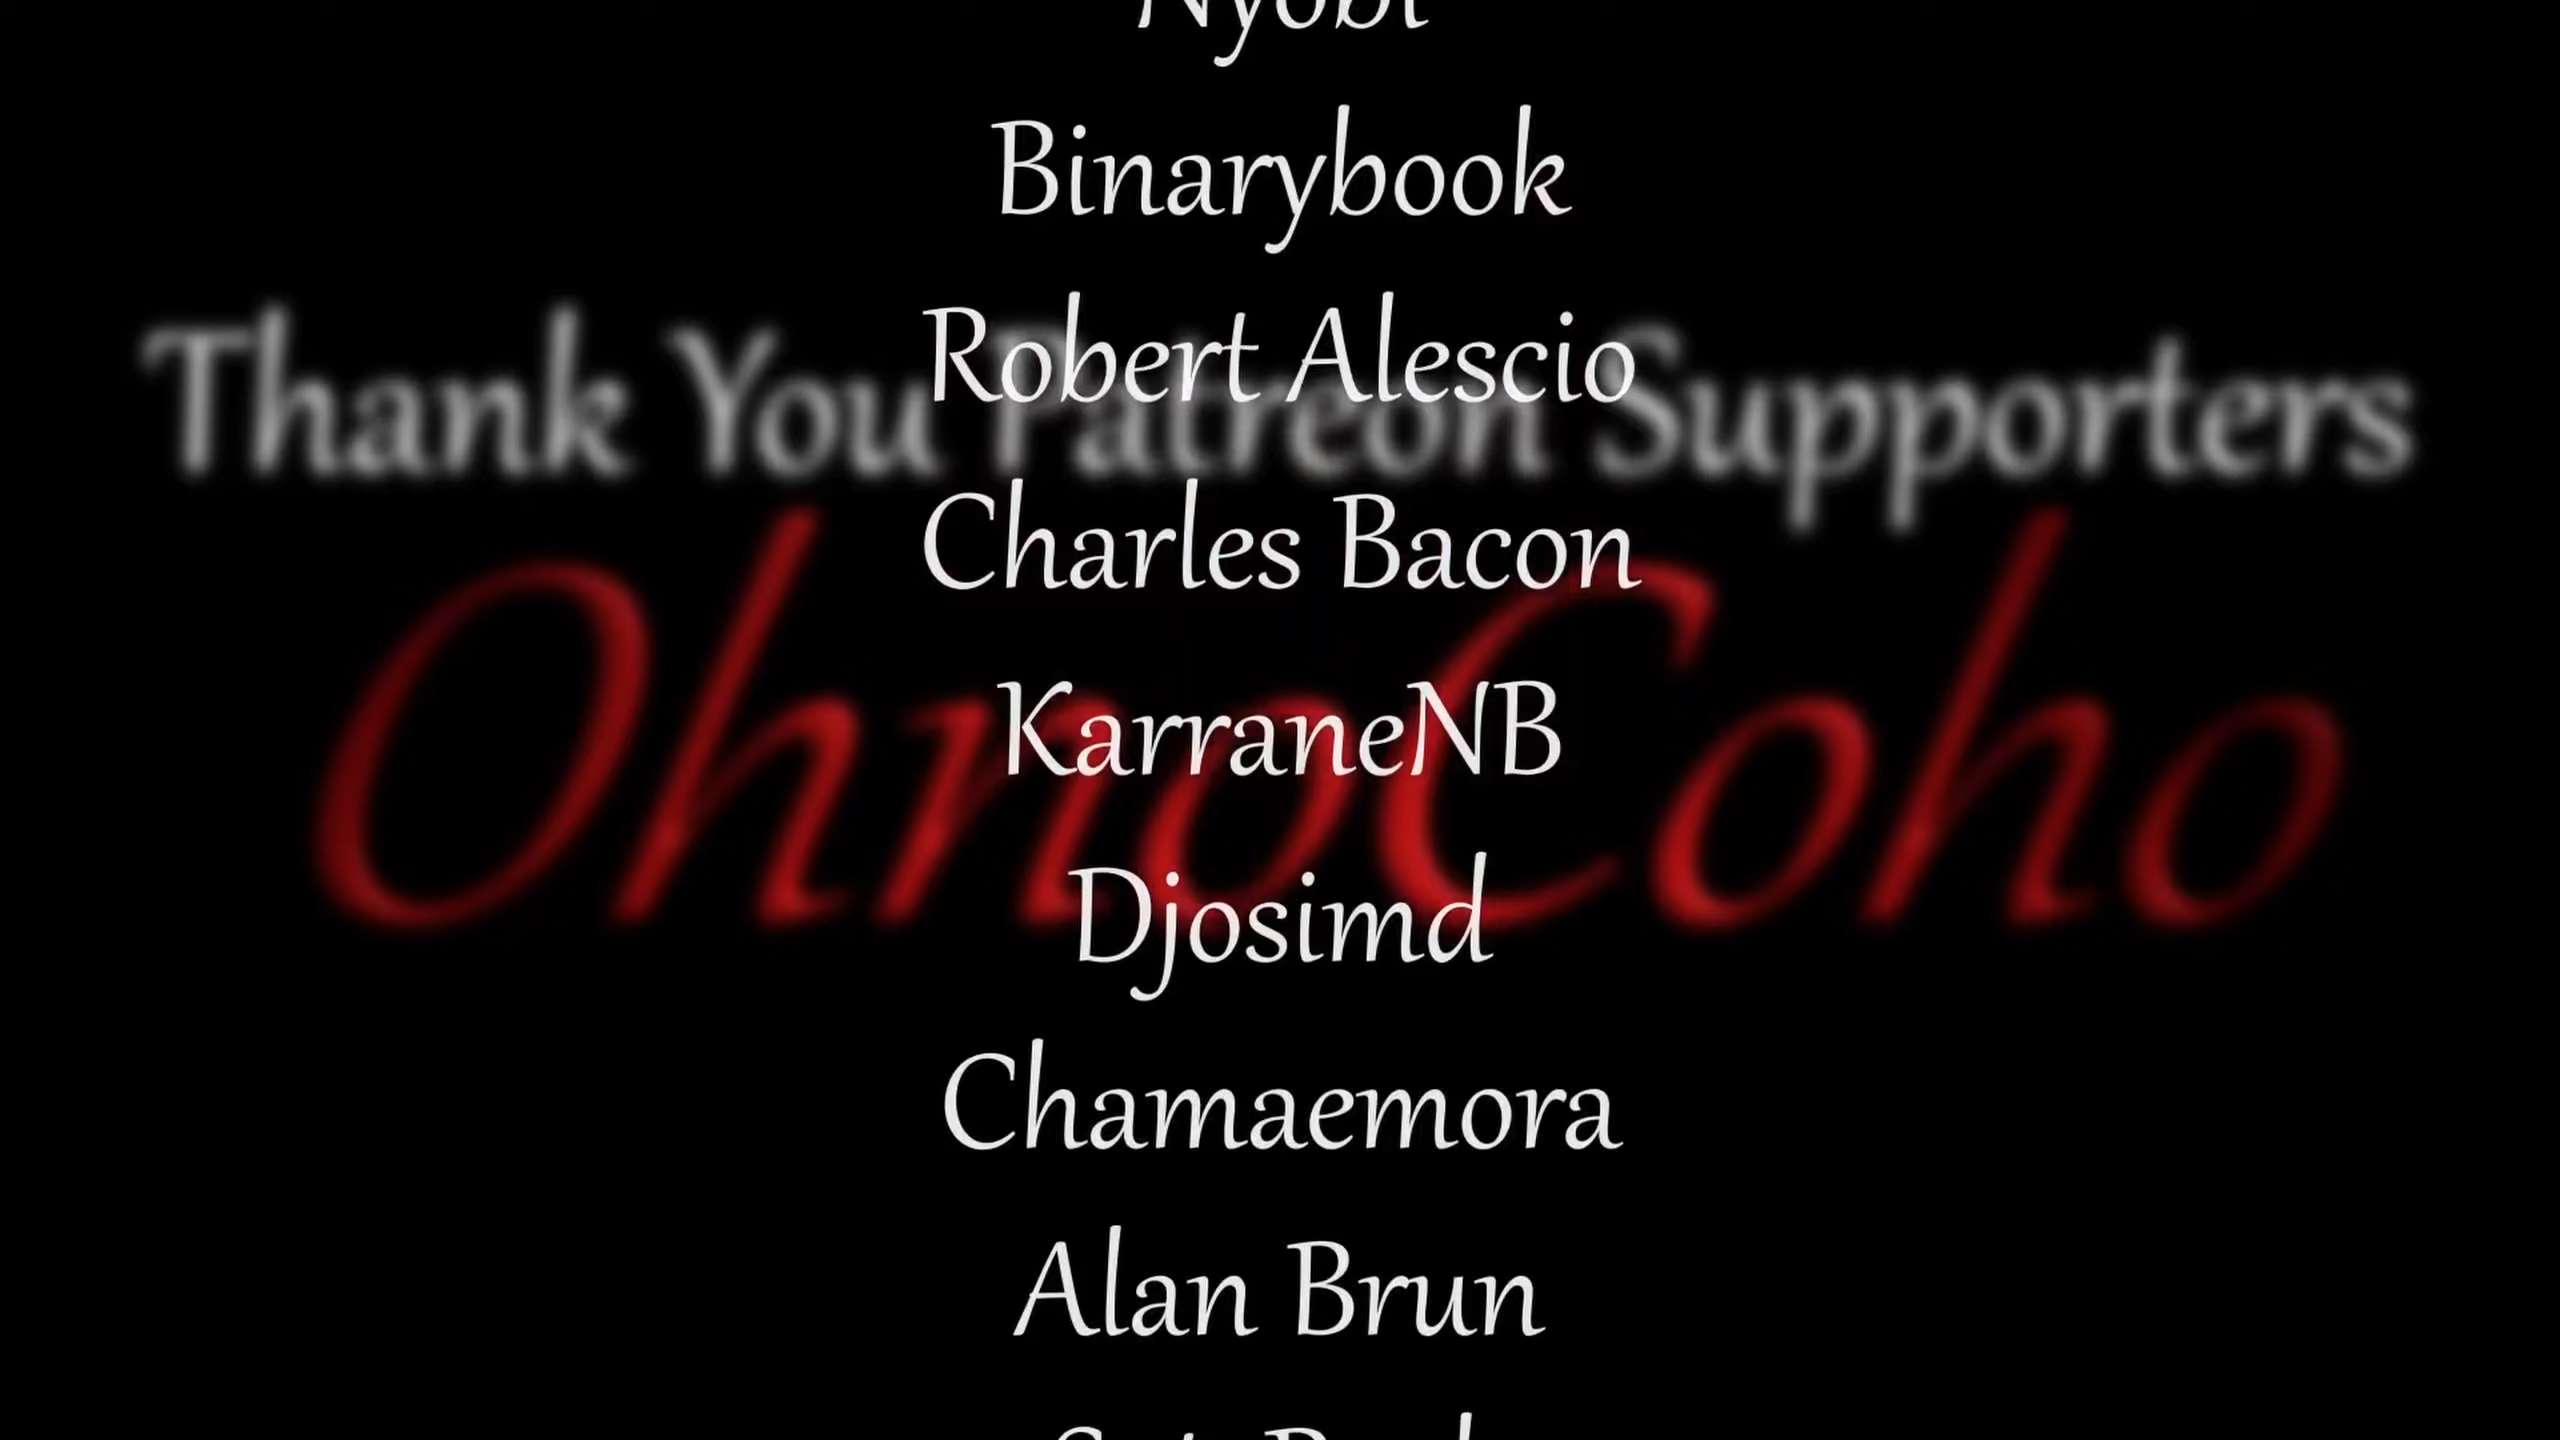 Binarybook
Robert Alescio
Thank You Patreon Supporters
Charles Bacon
OhnoCoho
KarraneNB
Djosimd
Chamaemora
Alan Brun